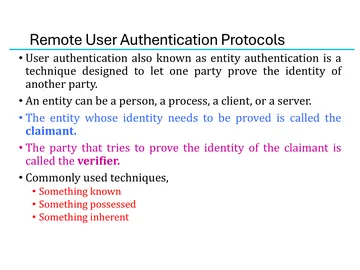 Remote User Authentication Protocols
• User authentication also known as entity authentication is a
technique designed to let one party prove the identity of
another party.
• An entity can be a person, a process, a client, or a server.
• The entity whose identity needs to be proved is called the
claimant.
• The party that tries to prove the identity of the claimant is
called the verifier.
• Commonly used techniques,
• Something known
• Something possessed
• Something inherent